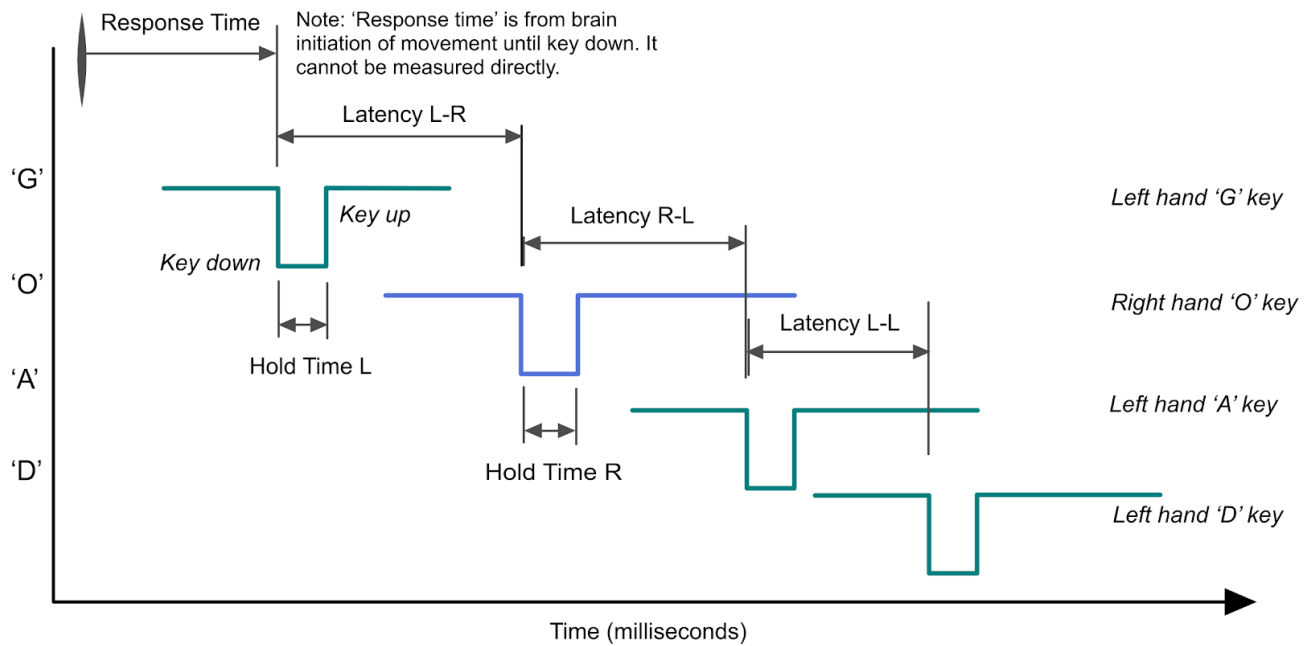 Response Time
Note: ‘Response time’ is from brain
initiation of movement until key down. It
cannot be measured directly.
Latency L-R
‘G’
Key up
Latency R-L
Left hand ‘G’ key
Key down
‘O’
Right hand ‘O’ key
Latency L-L
Hold Time L
‘A’
Left hand ‘A’ key
‘D’
Hold Time R
Left hand ‘D’ key
Time (milliseconds)